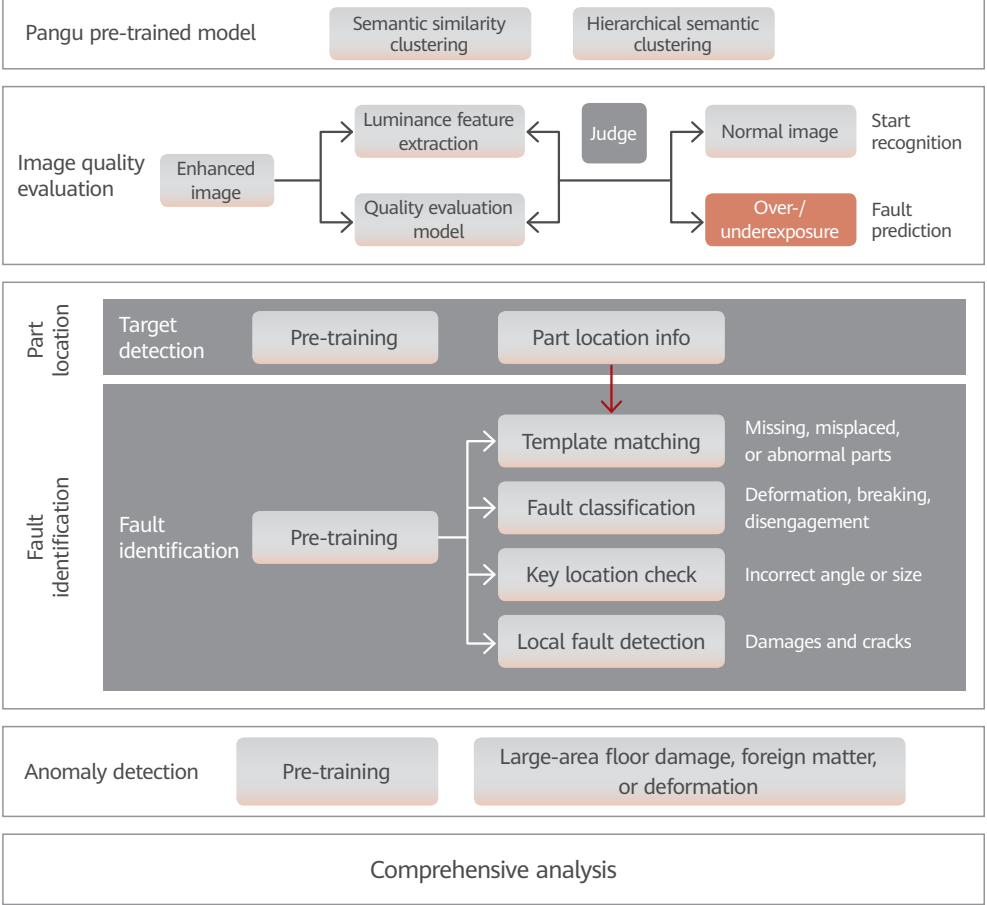 Pangu pre-trained model
Semantic similarity
clustering
Hierarchical semantic
clustering
Image quality
evaluation
Enhanced
image
Luminance feature
extraction
Quality evaluation
model
Judge
Normal image
Start
recognition
Over-/
underexposure
Fault
prediction
Part
location
Target
detection
Pre-training
Part location info
Fault
identification
Fault
identification
Pre-training
Template matching
Missing, misplaced,
or abnormal parts
Fault classification
Deformation, breaking,
disengagement
Key location check
Incorrect angle or size
Local fault detection
Damages and cracks
Anomaly detection
Pre-training
Large-area floor damage, foreign matter,
or deformation
Comprehensive analysis